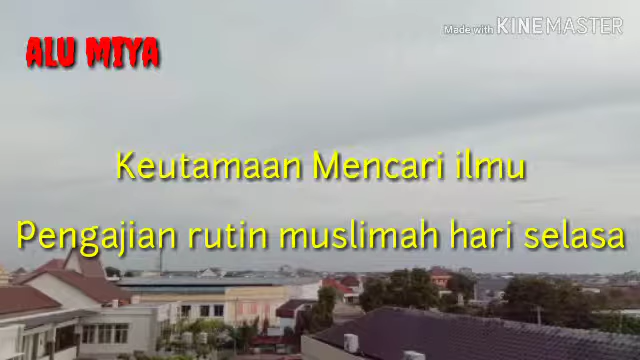 Made with KINEMASTER
ALU MIYA
Keutamaan Mencari ilmu
Pengajian rutin muslimah hari selasa